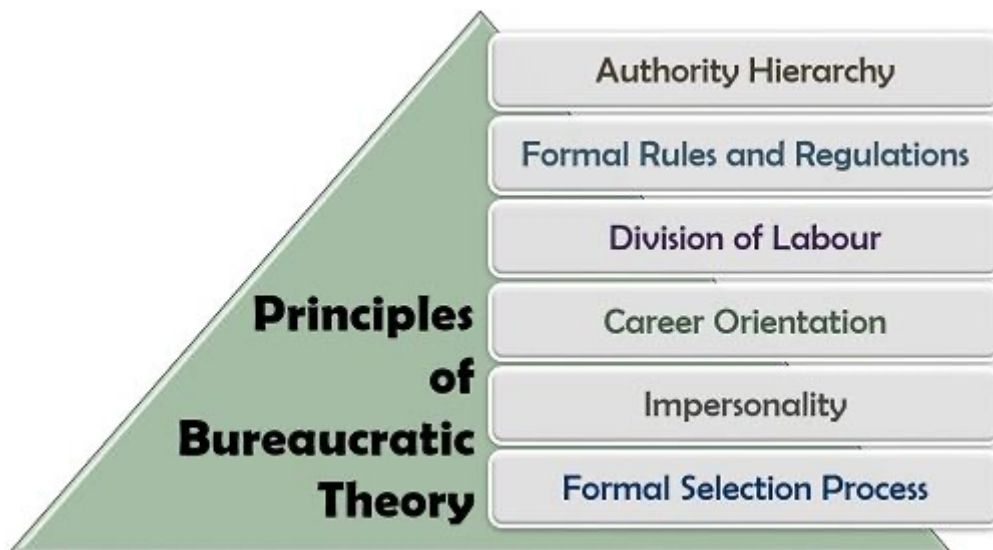 Authority Hierarchy
Formal Rules and Regulations
Division of Labour
Career Orientation
Impersonality
Formal Selection Process
Principles
of
Bureaucratic
Theory